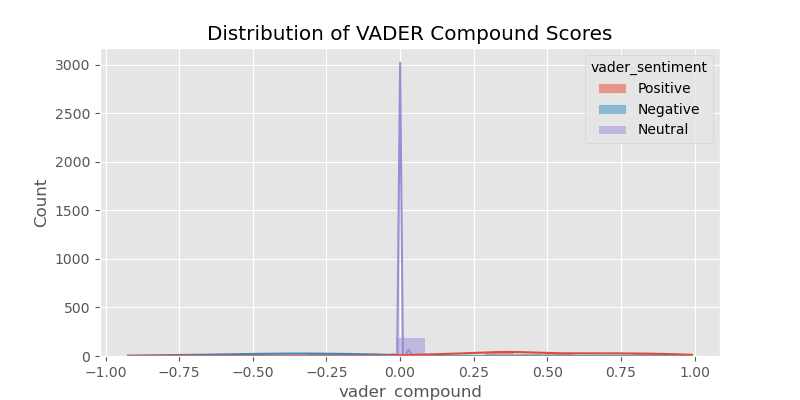 Distribution of VADER Compound Scores
3000
2500
2000
1500
1000
500
0
Count
vader_sentiment
Positive
Negative
Neutral
−1.00 −0.75 −0.50 −0.25 0.00 0.25 0.50 0.75 1.00
vader_compound